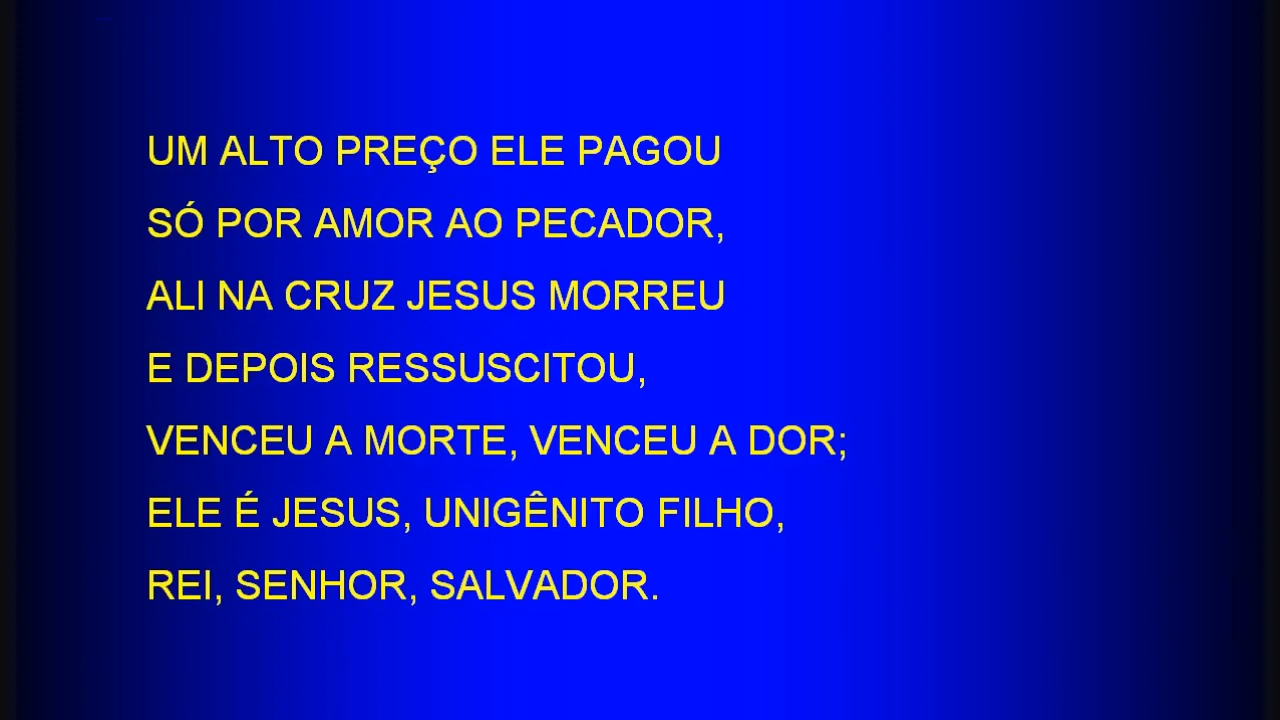 UM ALTO PREÇO ELE PAGOU
SÓ POR AMOR AO PECADOR,
ALI NA CRUZ JESUS MORREU
E DEPOIS RESSUSCITOU,
VENCEU A MORTE, VENCEU A DOR;
ELE É JESUS, UNIGÊNITO FILHO,
REI, SENHOR, SALVADOR.